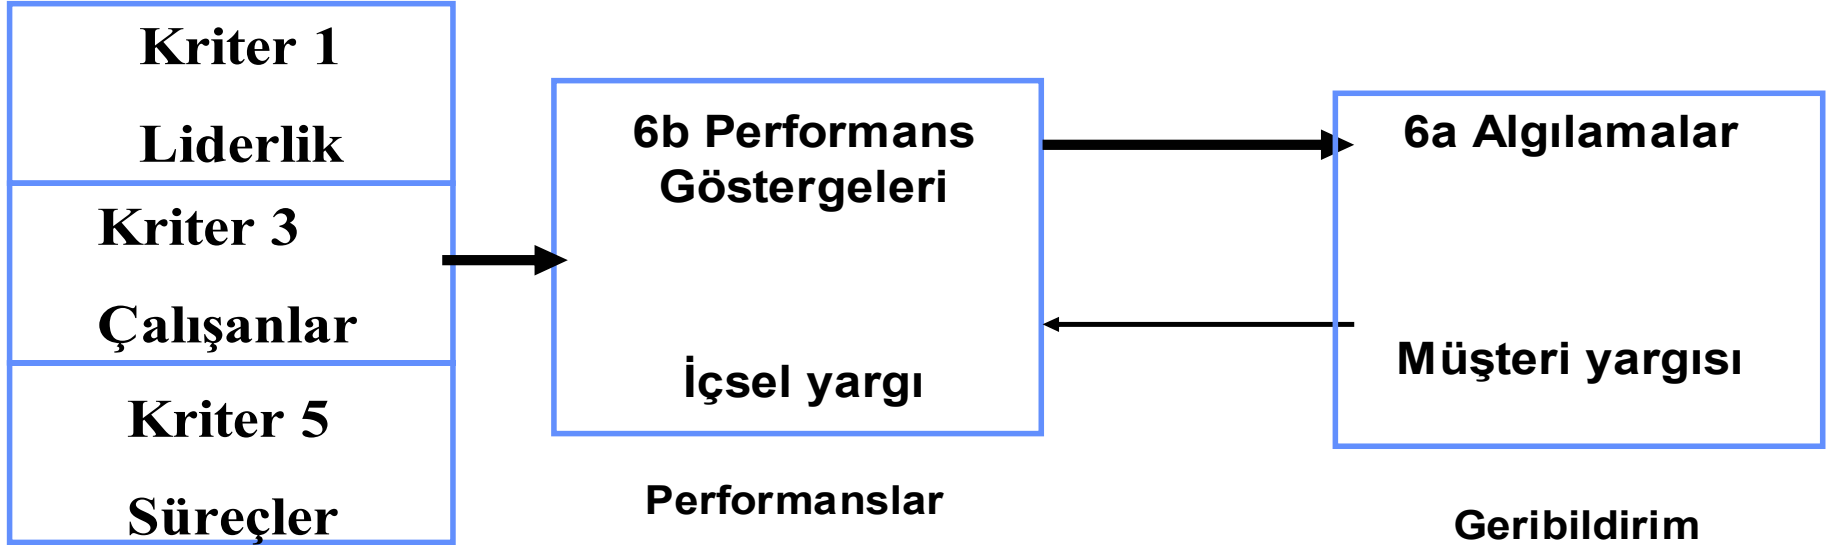 Kriter 1
Liderlik
Kriter 3
Çalışanlar
Kriter 5
Süreçler
6b Performans
Göstergeleri
İçsel yargı
Performanslar
6a Algılamalar
Müşteri yargısı
Geribildirim